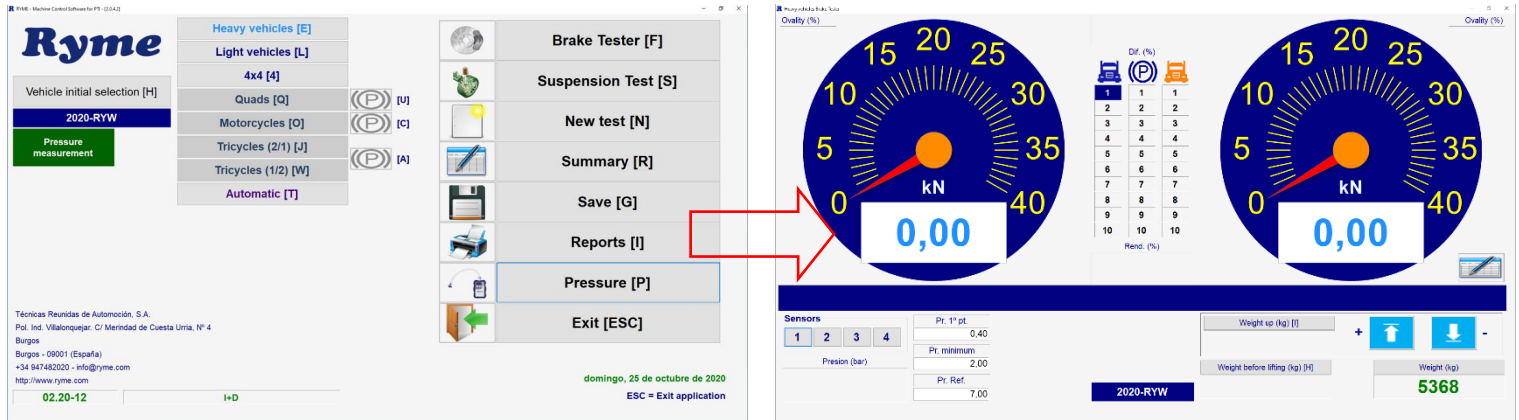 RYME - Machine Control Software for PTI - [2.0.4.2]
Ryme
Vehicle initial selection [H]
2020-RYW
Pressure
measurement
Heavy vehicles [E]
Light vehicles [L]
4x4 [4]
Quads [Q]
(P) [U]
Motorcycles [O]
(P) [C]
Tricycles (2/1) [J]
Tricycles (1/2) [W]
(P) [A]
Automatic [T]
Brake Tester [F]
Suspension Test [S]
New test [N]
Summary [R]
Save [G]
Reports [I]
Pressure [P]
Exit [ESC]
Técnicas Reunidas de Automoción, S.A.
Pol. Ind. Villalonquejar. C/ Merindad de Cuesta Urria, Nº 4
Burgos
Burgos - 09001 (España)
+34 947482020 - info@ryme.com
http://www.ryme.com
02.20-12
I+D
domingo, 25 de octubre de 2020
ESC = Exit application
Heavy vehicles Brake Tester
Ovality (%)
0 5 10 15 20 25 30 35 40
kN
0,00
Dif. (%)
(P)
1 1 1
2 2 2
3 3 3
4 4 4
5 5 5
6 6 6
7 7 7
8 8 8
9 9 9
10 10 10
Rend. (%)
Ovality (%)
0 5 10 15 20 25 30 35 40
kN
0,00
Sensors
1 2 3 4
Presion (bar)
Pr. 1º pt.
0,40
Pr. minimum
2,00
Pr. Ref.
7,00
2020-RYW
Weight up (kg) [I]
+ -
Weight before lifting (kg) [H]
Weight (kg)
5368